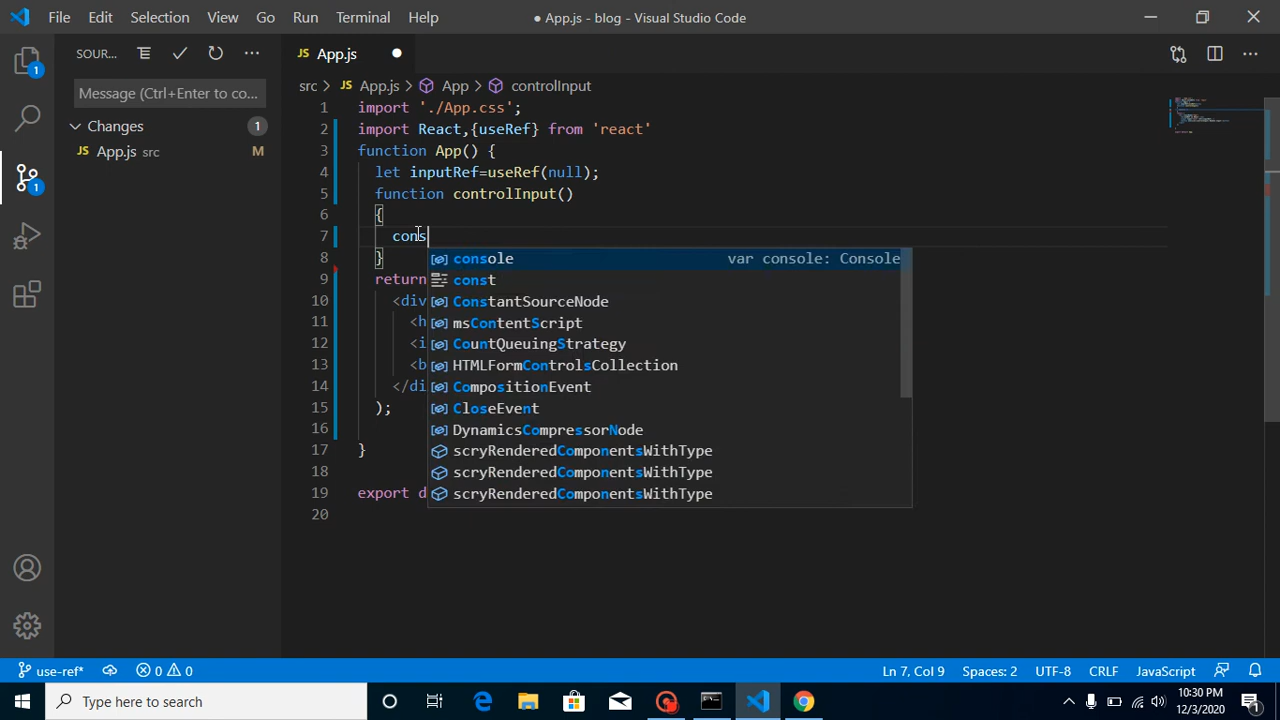 File Edit Selection View Go Run Terminal Help
● App.js - blog - Visual Studio Code
SOUR...
JS App.js ●
src > JS App.js > App > controlInput
Message (Ctrl+Enter to co...
Changes 1
App.js src M
1
1
1 import './App.css';
2 import React,{useRef} from 'react'
3 function App() {
4 let inputRef=useRef(null);
5 function controlInput()
6 {
7 cons
8 }
9 return
10 <div
11 <h
12 <i
13 <b
14 </di
15 );
16
17 }
18
19 export d
20
console var console: Console
const
ConstantSourceNode
msContentScript
CountQueuingStrategy
HTMLFormControlsCollection
CompositionEvent
CloseEvent
DynamicsCompressorNode
scryRenderedComponentsWithType
scryRenderedComponentsWithType
scryRenderedComponentsWithType
use-ref* 0 0 Ln 7, Col 9 Spaces: 2 UTF-8 CRLF JavaScript
Type here to search
10:30 PM
12/3/2020